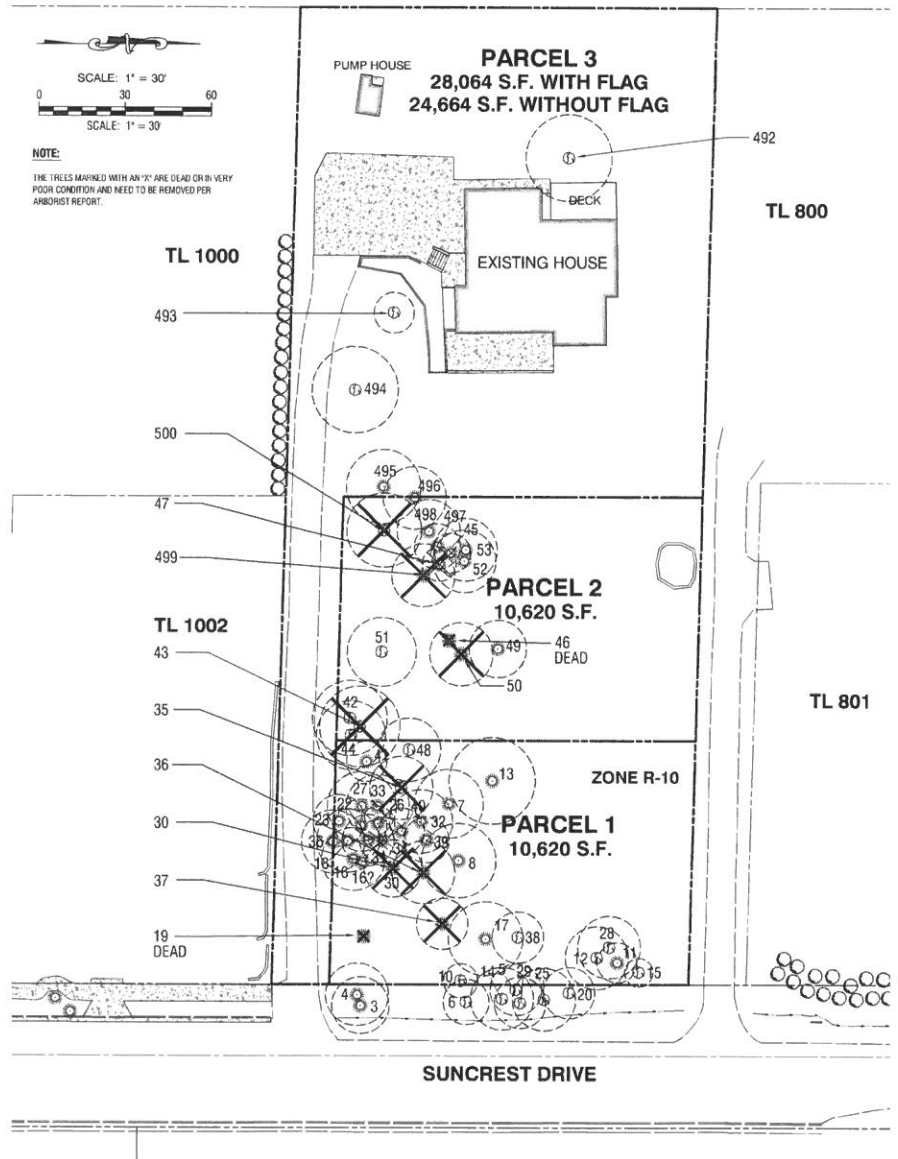 SCALE: 1" = 30'
0 30 60
SCALE: 1" = 30'
NOTE:
THE TREES MARKED WITH AN "X" ARE DEAD OR IN VERY
POOR CONDITION AND NEED TO BE REMOVED PER
ARBORIST REPORT.
PUMP HOUSE
PARCEL 3
28,064 S.F. WITH FLAG
24,664 S.F. WITHOUT FLAG
492
DECK
TL 800
TL 1000
EXISTING HOUSE
493
494
500
495
496
47
498
497
45
53
499
52
PARCEL 2
10,620 S.F.
TL 1002
51
46
DEAD
49
50
43
42
TL 801
35
44
48
13
ZONE R-10
36
27
33
26
7
23
32
PARCEL 1
10,620 S.F.
30
39
8
18
16
30
37
19
DEAD
17
38
28
12
11
15
10
14
5
29
25
4
3
6
20
SUNCREST DRIVE